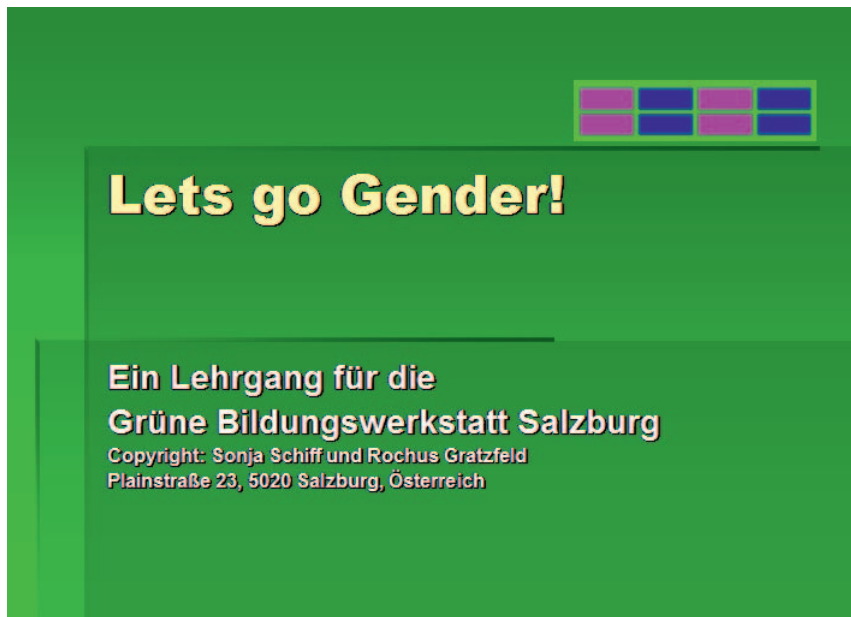 Lets go Gender!
Ein Lehrgang für die
Grüne Bildungswerkstatt Salzburg
Copyright: Sonja Schiff und Rochus Gratzfeld
Plainstraße 23, 5020 Salzburg, Österreich